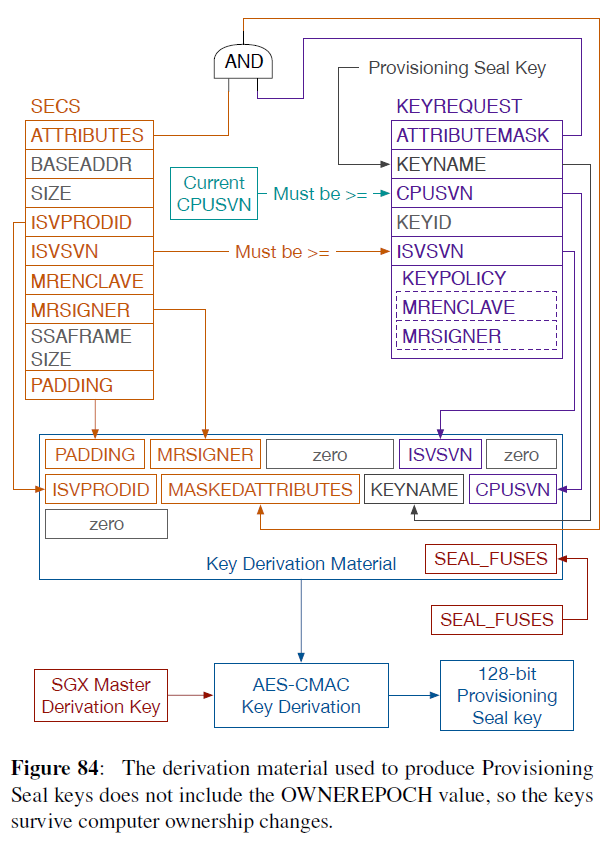 AND
Provisioning Seal Key
SECS
ATTRIBUTES
BASEADDR
SIZE
ISVPRODID
ISVSVN
MRENCLAVE
MRSIGNER
SSAFRAME
SIZE
PADDING
Current
CPUSVN
Must be >=
Must be >=
KEYREQUEST
ATTRIBUTEMASK
KEYNAME
CPUSVN
KEYID
ISVSVN
KEYPOLICY
MRENCLAVE
MRSIGNER
PADDING MRSIGNER zero ISVSVN zero
ISVPRODID MASKEDATTRIBUTES KEYNAME CPUSVN
zero
Key Derivation Material
SEAL_FUSES
SEAL_FUSES
SGX Master
Derivation Key
AES-CMAC
Key Derivation
128-bit
Provisioning
Seal key
Figure 84: The derivation material used to produce Provisioning
Seal keys does not include the OWNEREPOCH value, so the keys
survive computer ownership changes.